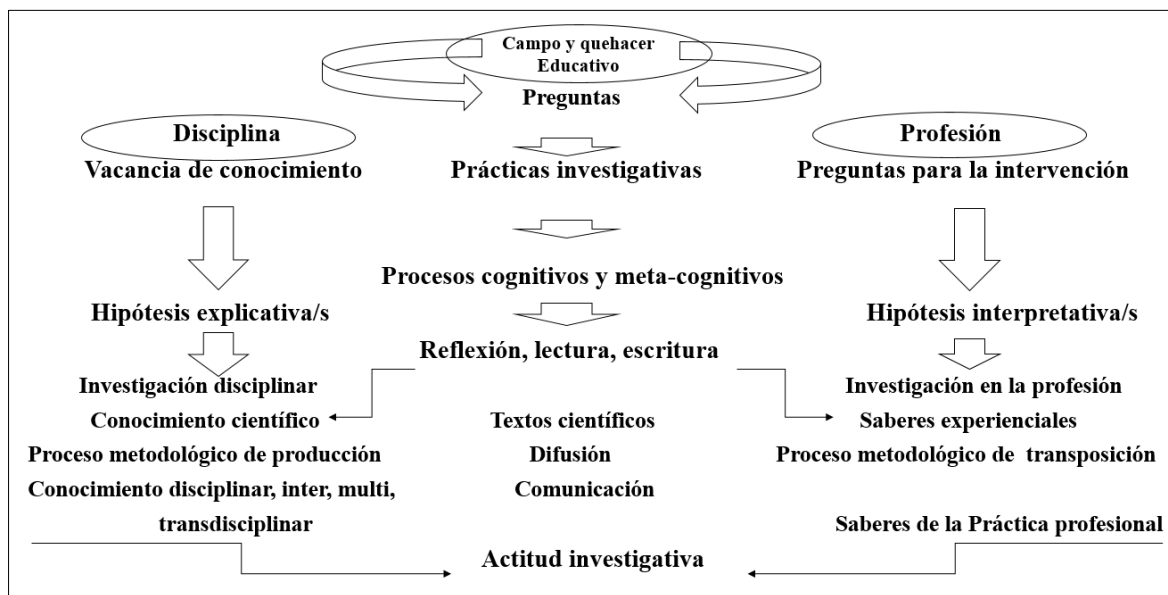 Campo y quehacer
Educativo
Preguntas
Disciplina
Vacancia de conocimiento
Prácticas investigativas
Profesión
Preguntas para la intervención
Procesos cognitivos y meta-cognitivos
Hipótesis explicativa/s
Hipótesis interpretativa/s
Reflexión, lectura, escritura
Investigación disciplinar
Investigación en la profesión
Conocimiento científico
Textos científicos
Saberes experienciales
Proceso metodológico de producción
Difusión
Proceso metodológico de transposición
Conocimiento disciplinar, inter, multi,
transdisciplinar
Comunicación
Saberes de la Práctica profesional
Actitud investigativa